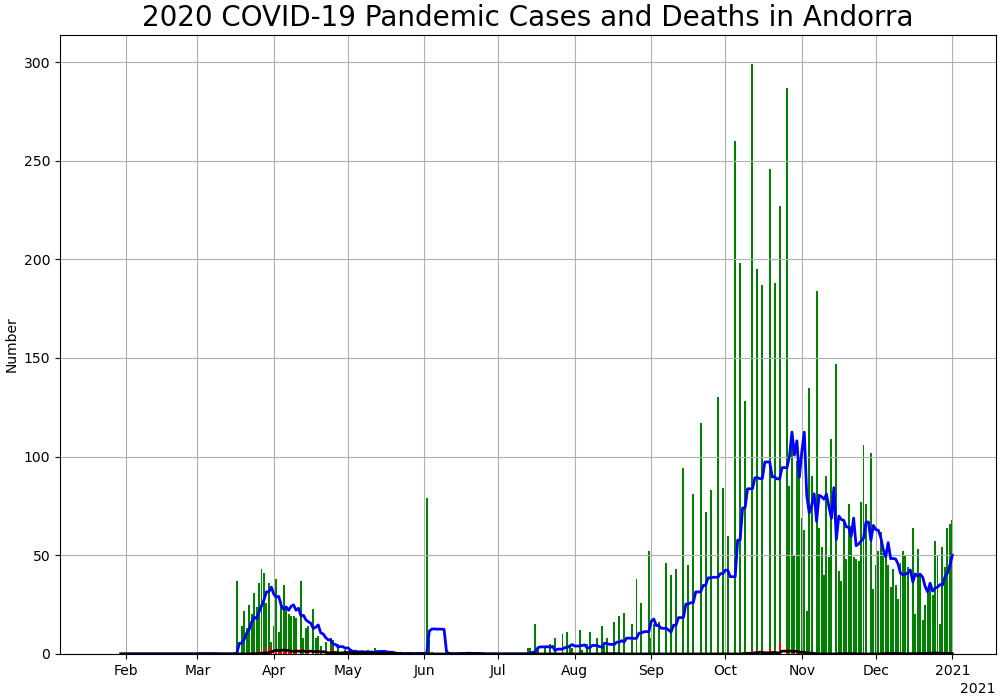 2020 COVID-19 Pandemic Cases and Deaths in Andorra
Number
300
250
200
150
100
50
0
Feb Mar Apr May Jun Jul Aug Sep Oct Nov Dec 2021
2021